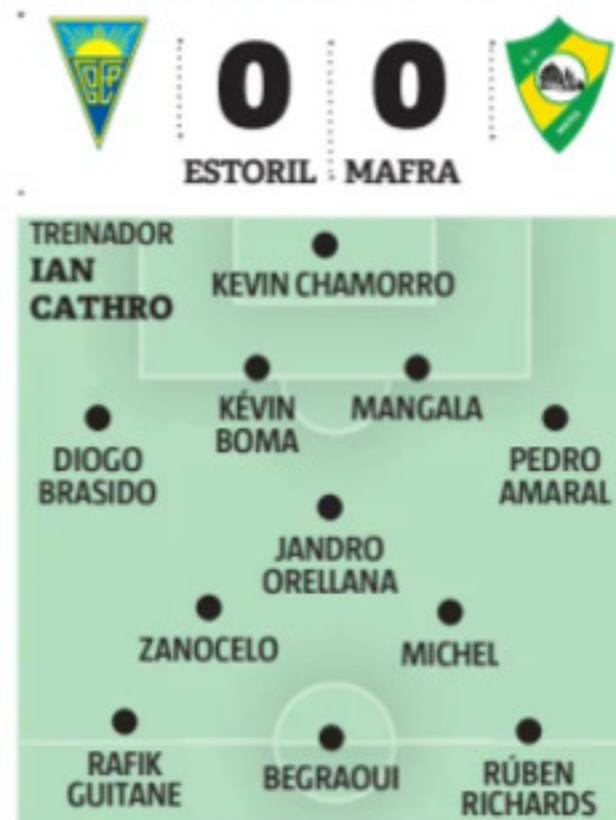 0 0
ESTORIL MAFRA
TREINADOR
IAN
CATHRO
KEVIN CHAMORRO
KÉVIN
BOMA
MANGALA
DIOGO
BRASIDO
PEDRO
AMARAL
JANDRO
ORELLANA
ZANOCELO
MICHEL
RAFIK
GUITANE
BEGRAOUI
RÚBEN
RICHARDS